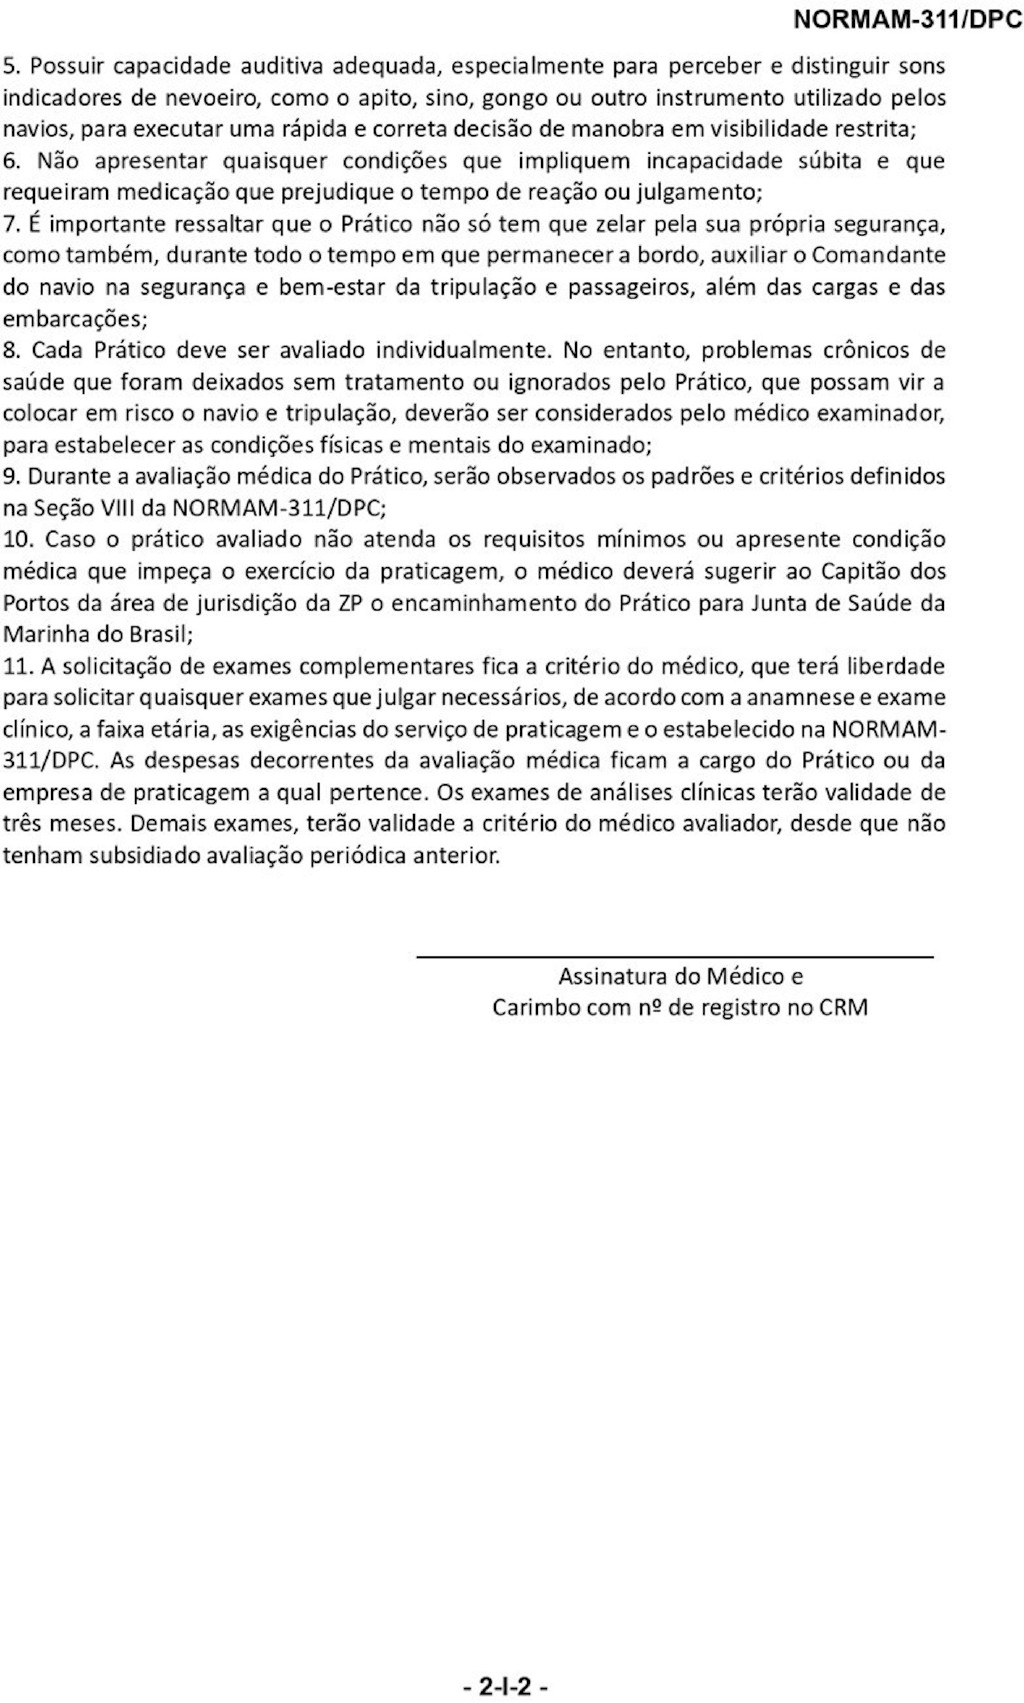 NORMAM-311/DPC
5. Possuir capacidade auditiva adequada, especialmente para perceber e distinguir sons
indicadores de nevoeiro, como o apito, sino, gongo ou outro instrumento utilizado pelos
navios, para executar uma rápida e correta decisão de manobra em visibilidade restrita;
6. Não apresentar quaisquer condições que impliquem incapacidade súbita e que
requeiram medicação que prejudique o tempo de reação ou julgamento;
7. É importante ressaltar que o Prático não só tem que zelar pela sua própria segurança,
como também, durante todo o tempo em que permanecer a bordo, auxiliar o Comandante
do navio na segurança e bem-estar da tripulação e passageiros, além das cargas e das
embarcações;
8. Cada Prático deve ser avaliado individualmente. No entanto, problemas crônicos de
saúde que foram deixados sem tratamento ou ignorados pelo Prático, que possam vir a
colocar em risco o navio e tripulação, deverão ser considerados pelo médico examinador,
para estabelecer as condições físicas e mentais do examinado;
9. Durante a avaliação médica do Prático, serão observados os padrões e critérios definidos
na Seção VIII da NORMAM-311/DPC;
10. Caso o prático avaliado não atenda os requisitos mínimos ou apresente condição
médica que impeça o exercício da praticagem, o médico deverá sugerir ao Capitão dos
Portos da área de jurisdição da ZP o encaminhamento do Prático para Junta de Saúde da
Marinha do Brasil;
11. A solicitação de exames complementares fica a critério do médico, que terá liberdade
para solicitar quaisquer exames que julgar necessários, de acordo com a anamnese e exame
clínico, a faixa etária, as exigências do serviço de praticagem e o estabelecido na NORMAM-
311/DPC. As despesas decorrentes da avaliação médica ficam a cargo do Prático ou da
empresa de praticagem a qual pertence. Os exames de análises clínicas terão validade de
três meses. Demais exames, terão validade a critério do médico avaliador, desde que não
tenham subsidiado avaliação periódica anterior.
Assinatura do Médico e
Carimbo com nº de registro no CRM
- 2-I-2 -